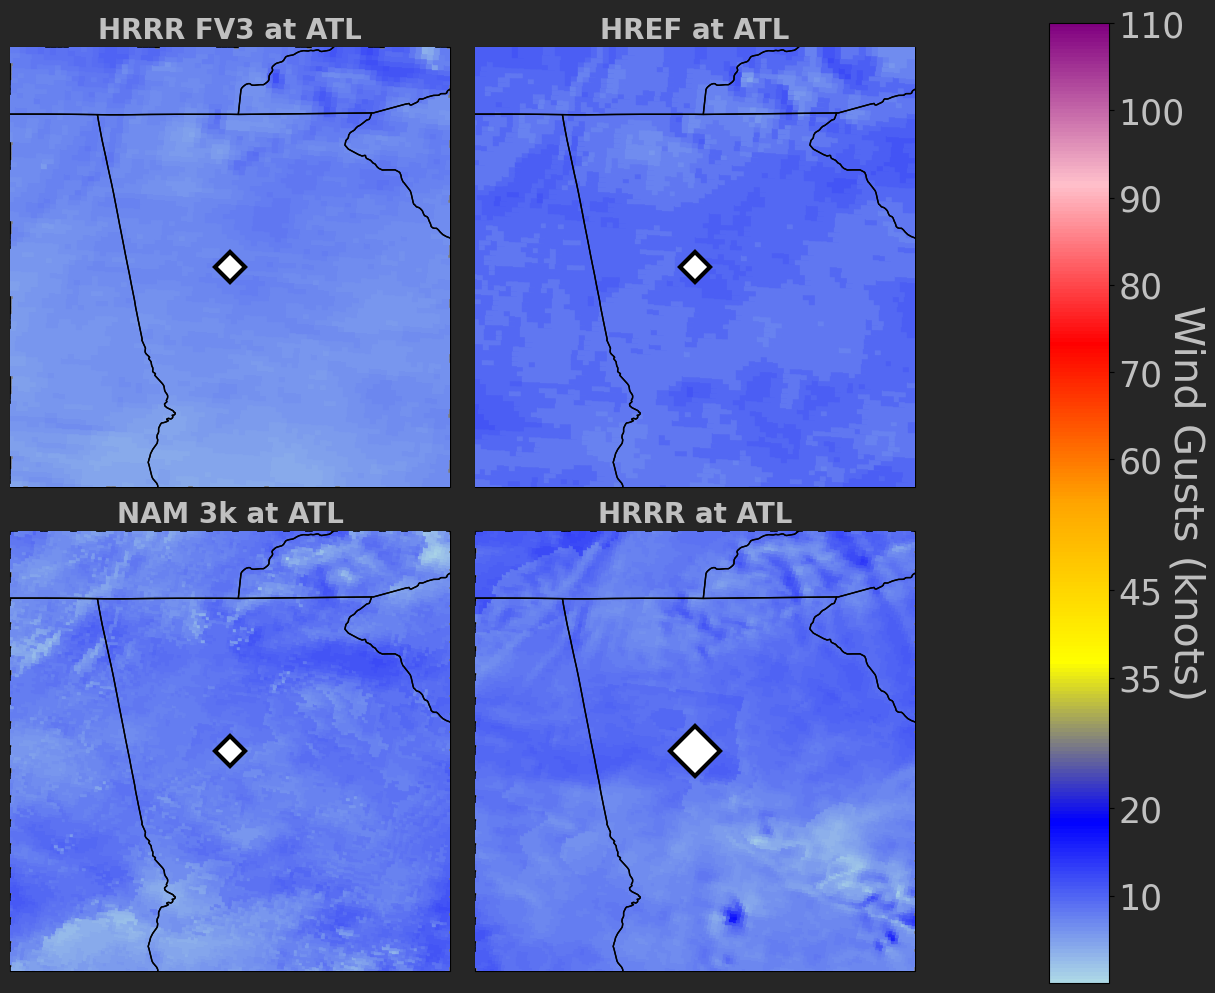 HRRR FV3 at ATL
HREF at ATL
NAM 3k at ATL
HRRR at ATL
110
100
90
80
70
60
45
35
20
10
Wind Gusts (knots)